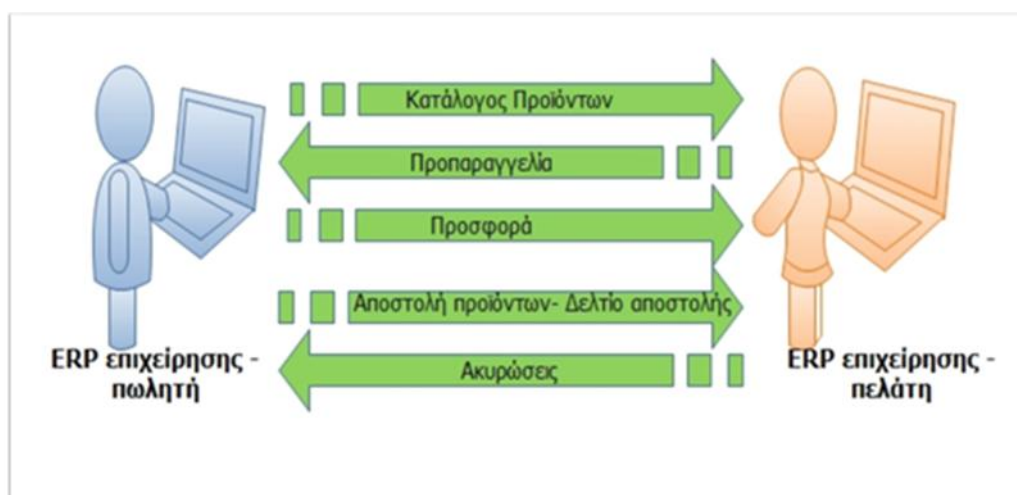 Κατάλογος Προϊόντων
Προπαραγγελία
Προσφορά
Αποστολή προϊόντων- Δελτίο αποστολής
Ακυρώσεις
ERP επιχείρησης -
πωλητή
ERP επιχείρησης -
πελάτη